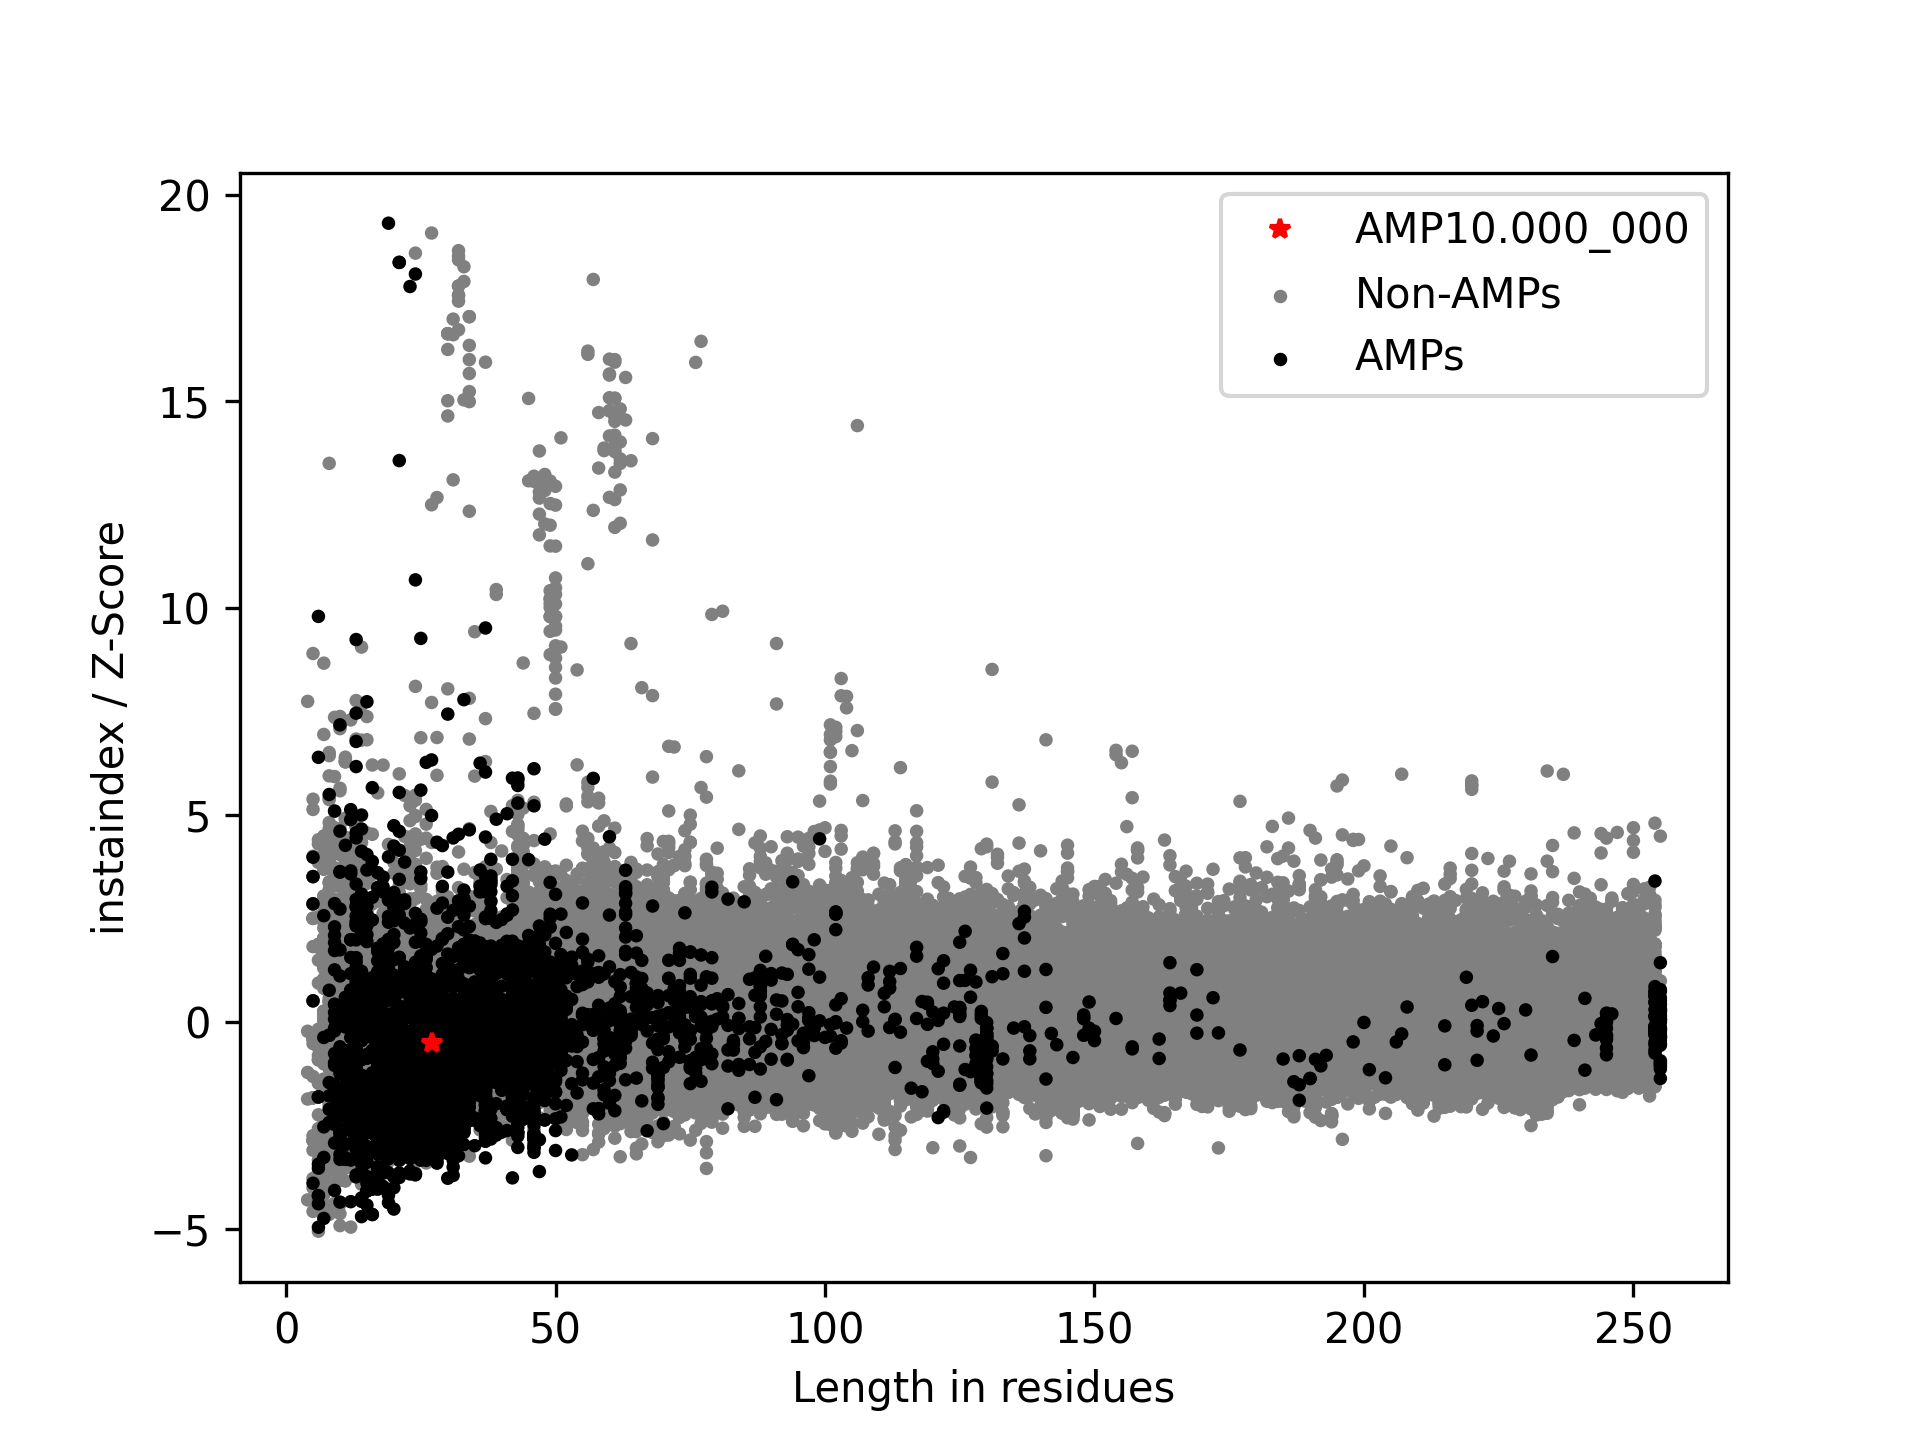 20
15
10
5
0
−5
instaindex / Z-Score
AMP10.000_000
Non-AMPs
AMPs
0 50 100 150 200 250
Length in residues